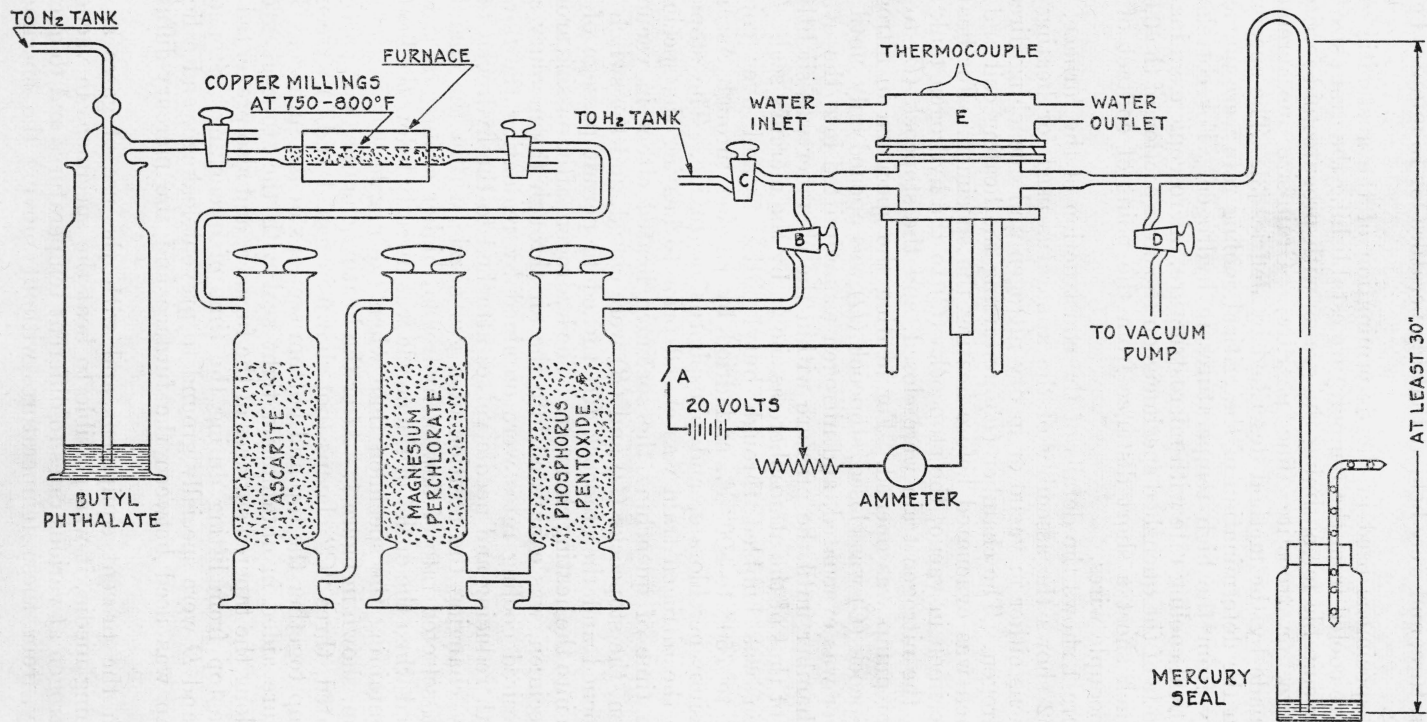 TO N₂ TANK
FURNACE
COPPER MILLINGS
AT 750-800°F
THERMOCOUPLE
WATER
INLET
E
WATER
OUTLET
TO H₂ TANK
C
B
D
TO VACUUM
PUMP
A
20 VOLTS
AMMETER
ASCARITE
MAGNESIUM
PERCHLORATE
PHOSPHORUS
PENTOXIDE
BUTYL
PHTHALATE
AT LEAST 30"
MERCURY
SEAL